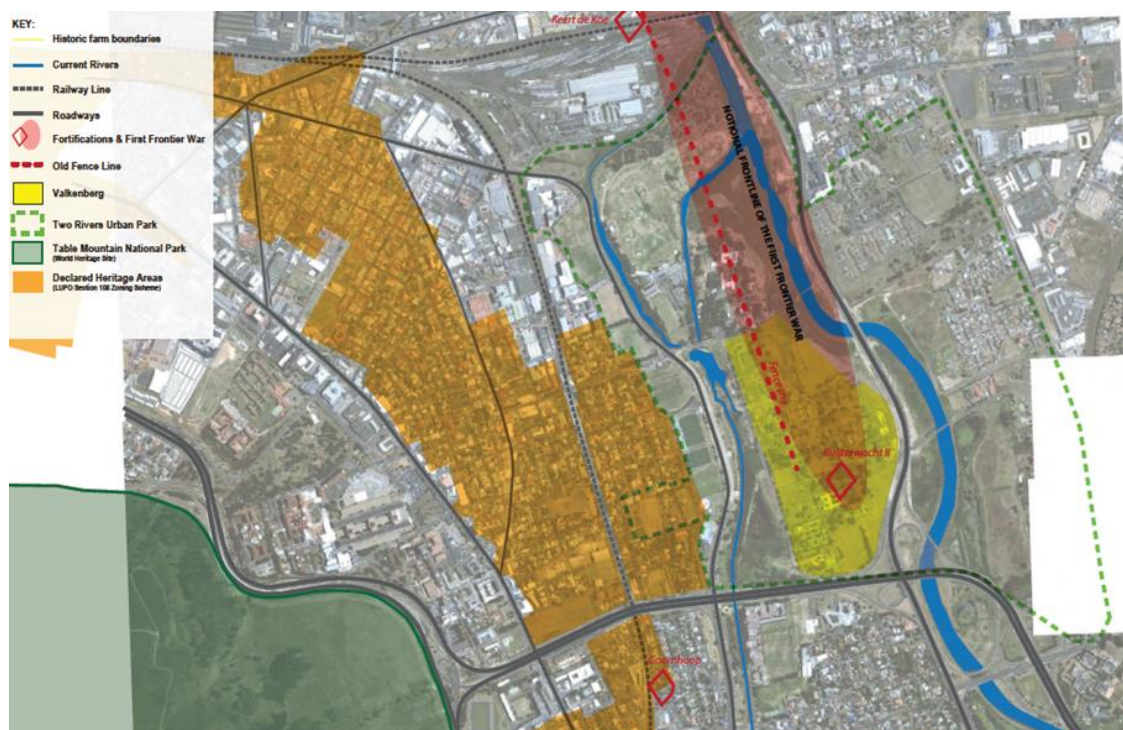 KEY:
Historic farm boundaries
Current Rivers
Railway Line
Roadways
Fortifications & First Frontier War
Old Fence Line
Valkenberg
Two Rivers Urban Park
Table Mountain National Park
(World Heritage Site)
Declared Heritage Areas
(LUPO Section 108 Zoning Scheme)
Keert de Koe
NOTIONAL FRONTLINE OF THE FIRST FRONTIER WAR
Ruiterwacht II
Coornhoop